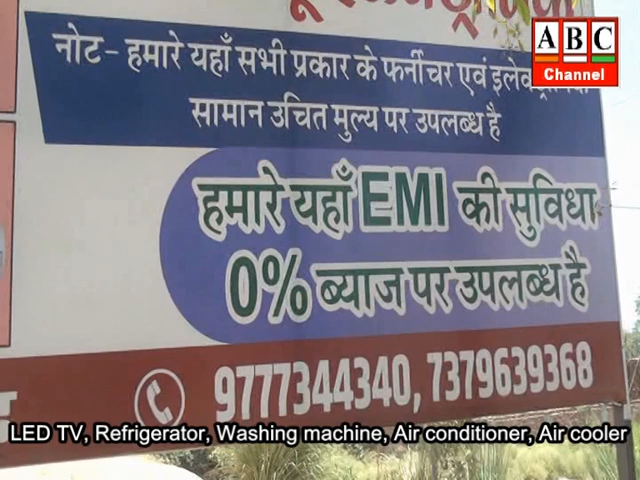 ABC
Channel
नोट - हमारे यहाँ सभी प्रकार के फर्नीचर एवं
सामान उचित मुल्य पर उपलब्ध है
हमारे यहाँ EMI की सुविधा
0% ब्याज पर उपलब्ध है
9777344340, 7379639368
LED TV, Refrigerator, Washing machine, Air conditioner, Air cooler